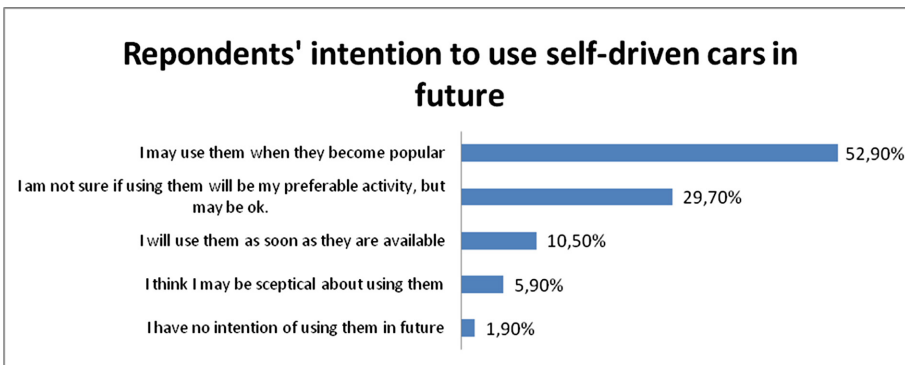 Repondents' intention to use self-driven cars in
future
I may use them when they become popular
52,90%
I am not sure if using them will be my preferable activity, but
may be ok.
29,70%
I will use them as soon as they are available
10,50%
I think I may be sceptical about using them
5,90%
I have no intention of using them in future
1,90%